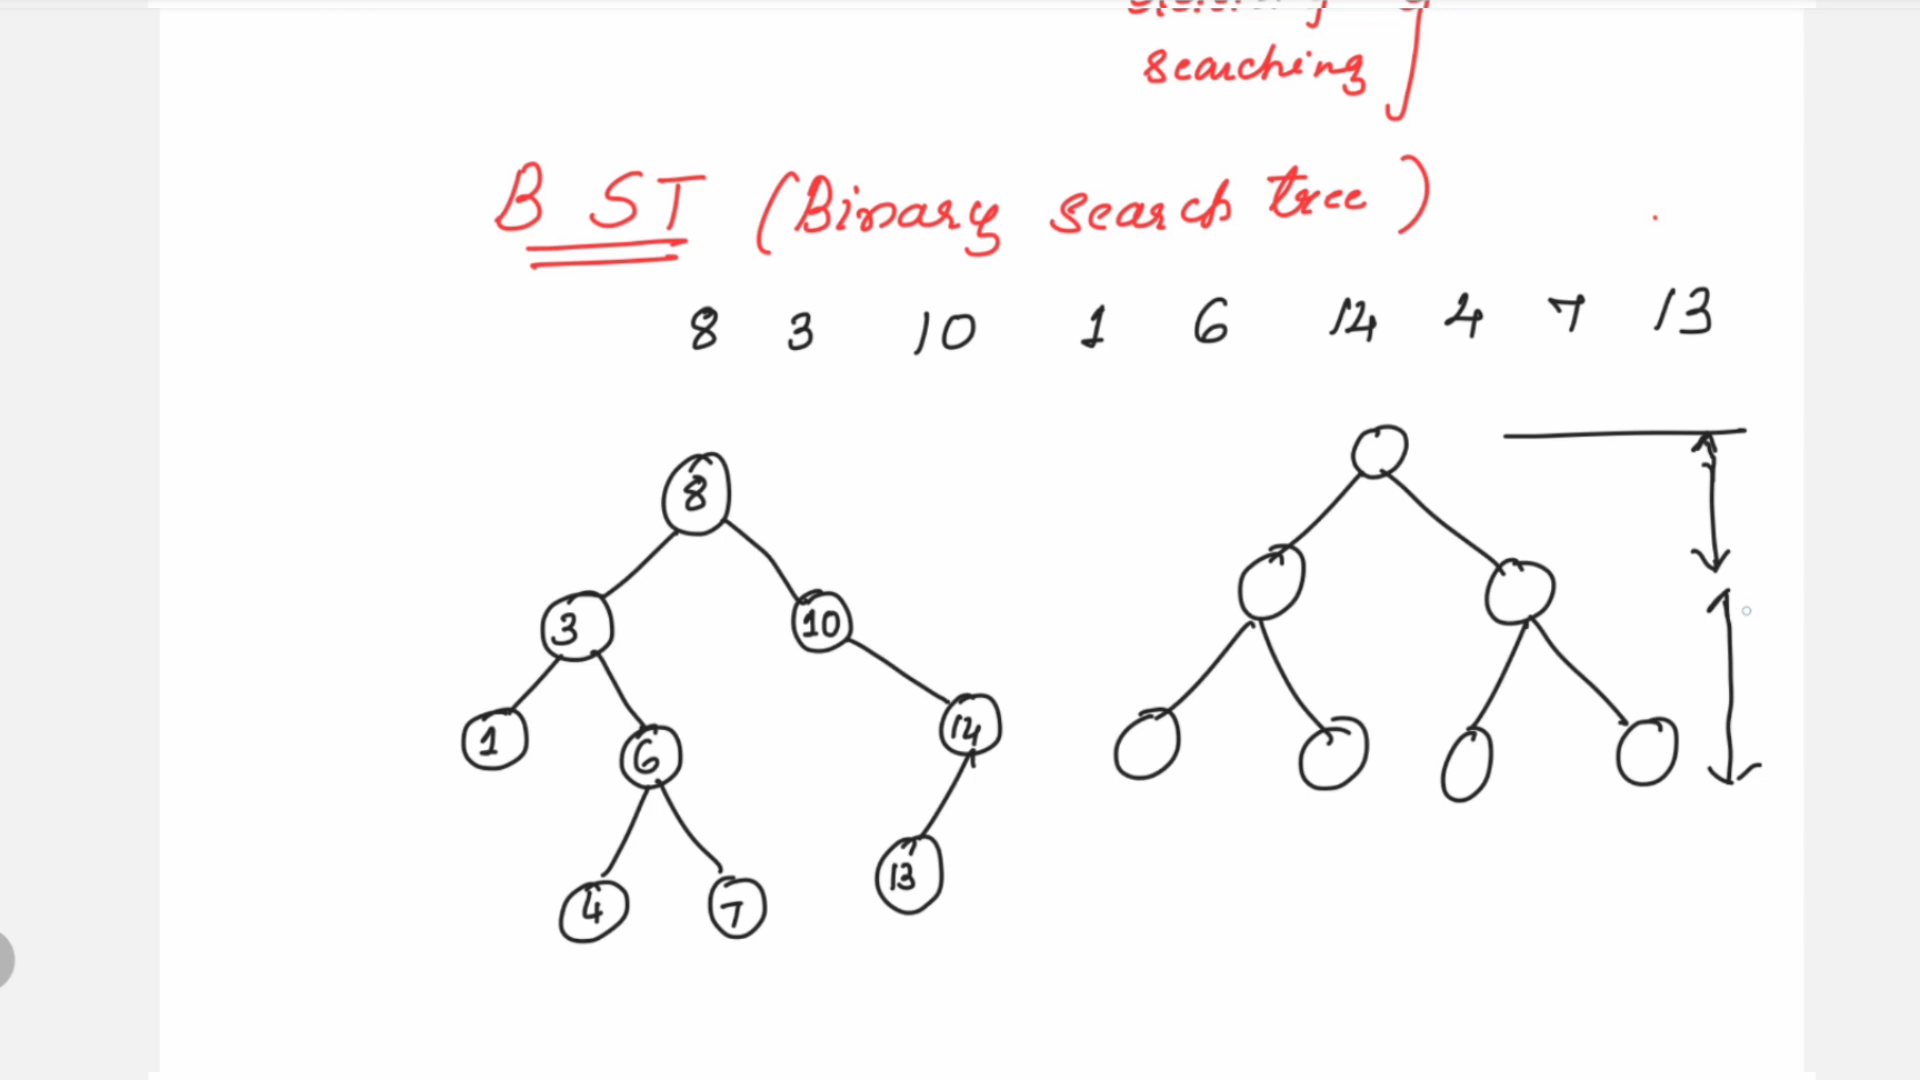 searching
BST (Binary search tree)
8 3 10 1 6 14 4 7 13
8
3 10
1 6 14
4 7 13